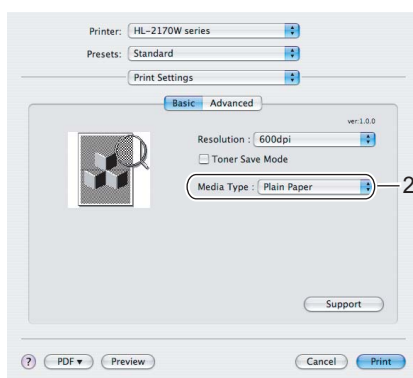 Printer: HL-2170W series
Presets: Standard
Print Settings
Basic Advanced
ver.1.0.0
Resolution : 600dpi
Toner Save Mode
Media Type : Plain Paper
2
Support
? PDF▼ Preview Cancel Print